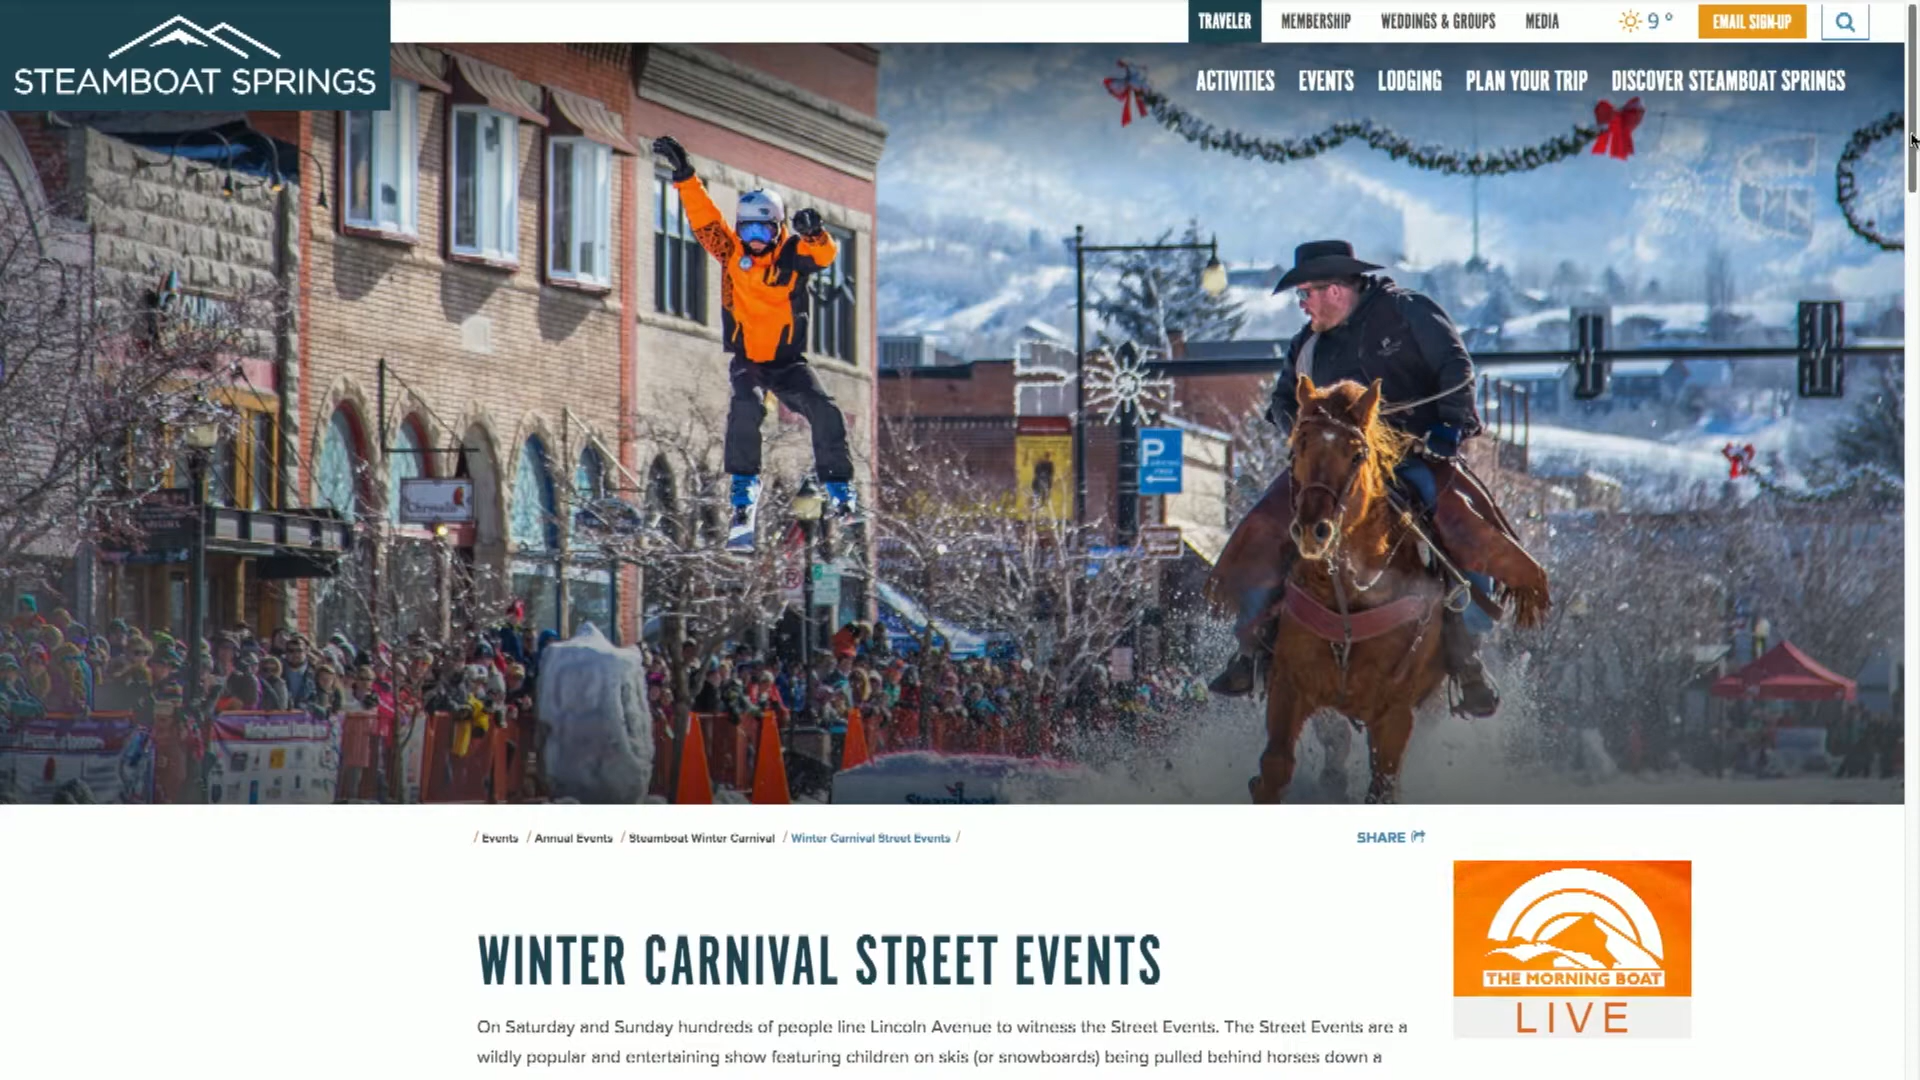 STEAMBOAT SPRINGS
TRAVELER
MEMBERSHIP
WEDDINGS & GROUPS
MEDIA
9°
EMAIL SIGN-UP
ACTIVITIES
EVENTS
LODGING
PLAN YOUR TRIP
DISCOVER STEAMBOAT SPRINGS
P
Chrysalis
Steamboat
/ Events / Annual Events / Steamboat Winter Carnival / Winter Carnival Street Events /
SHARE
WINTER CARNIVAL STREET EVENTS
On Saturday and Sunday hundreds of people line Lincoln Avenue to witness the Street Events. The Street Events are a
wildly popular and entertaining show featuring children on skis (or snowboards) being pulled behind horses down a
THE MORNING BOAT
LIVE